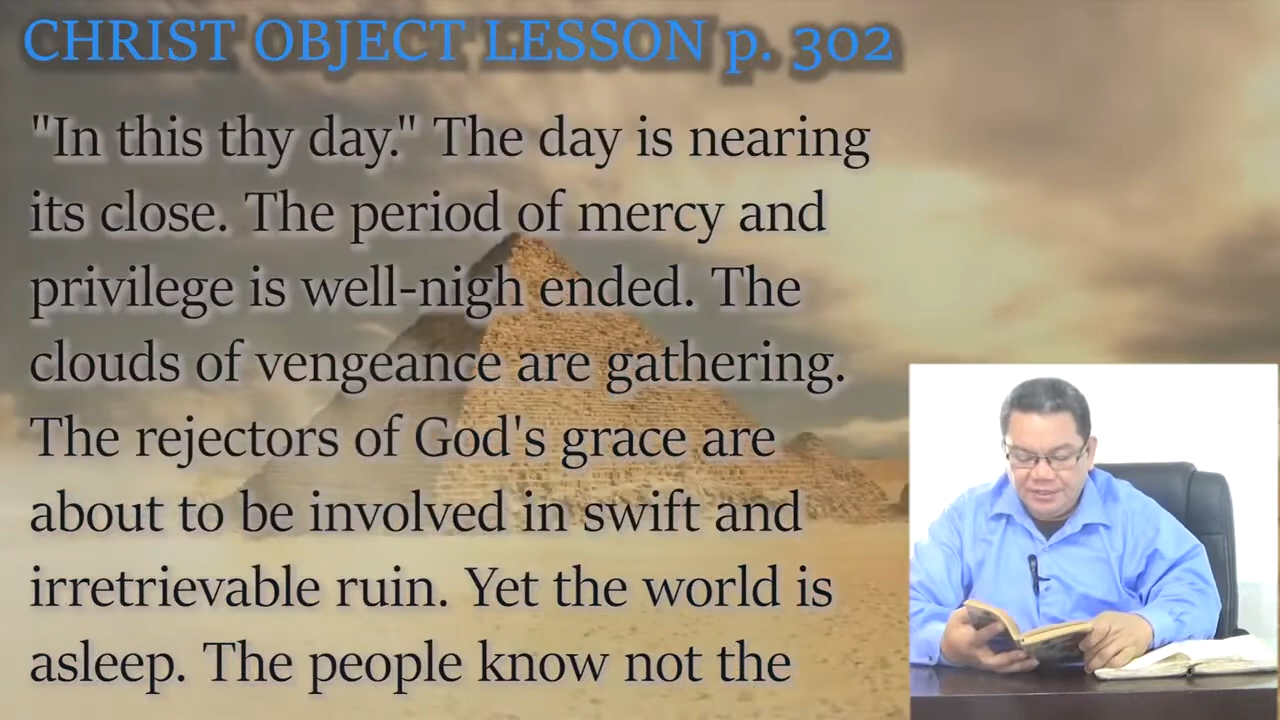 CHRIST OBJECT LESSON p. 302
"In this thy day." The day is nearing
its close. The period of mercy and
privilege is well-nigh ended. The
clouds of vengeance are gathering.
The rejectors of God's grace are
about to be involved in swift and
irretrievable ruin. Yet the world is
asleep. The people know not the